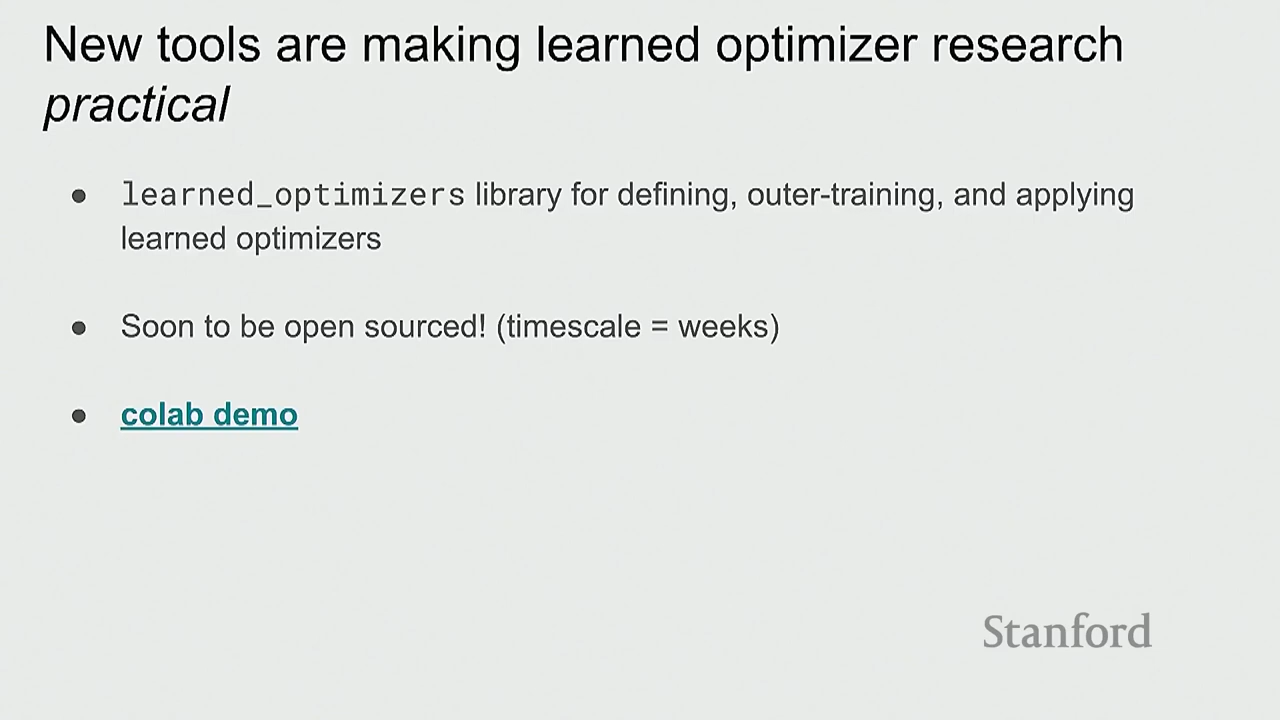 New tools are making learned optimizer research
practical
● learned_optimizers library for defining, outer-training, and applying
learned optimizers
● Soon to be open sourced! (timescale = weeks)
● colab demo
Stanford